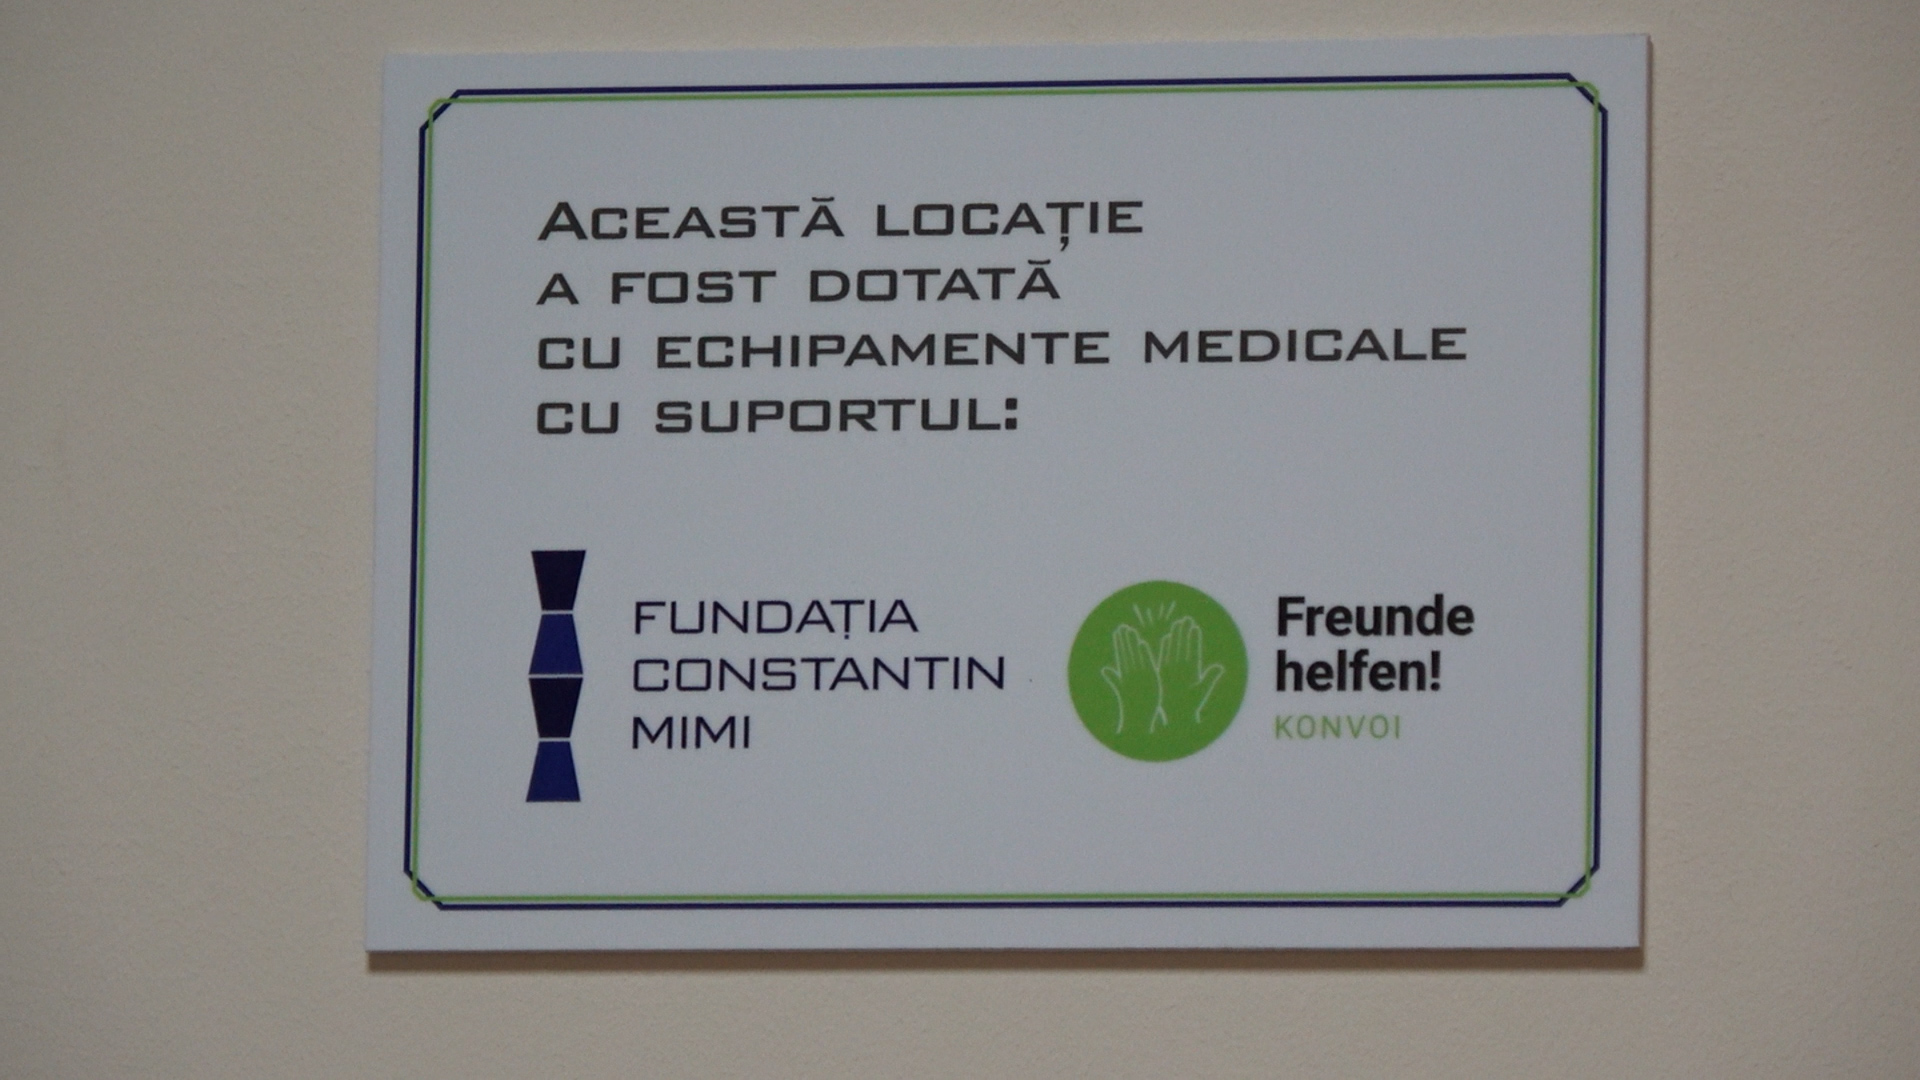 Această locație
a fost dotată
cu echipamente medicale
cu suportul:
FUNDAȚIA
CONSTANTIN
MIMI
Freunde
helfen!
KONVOI